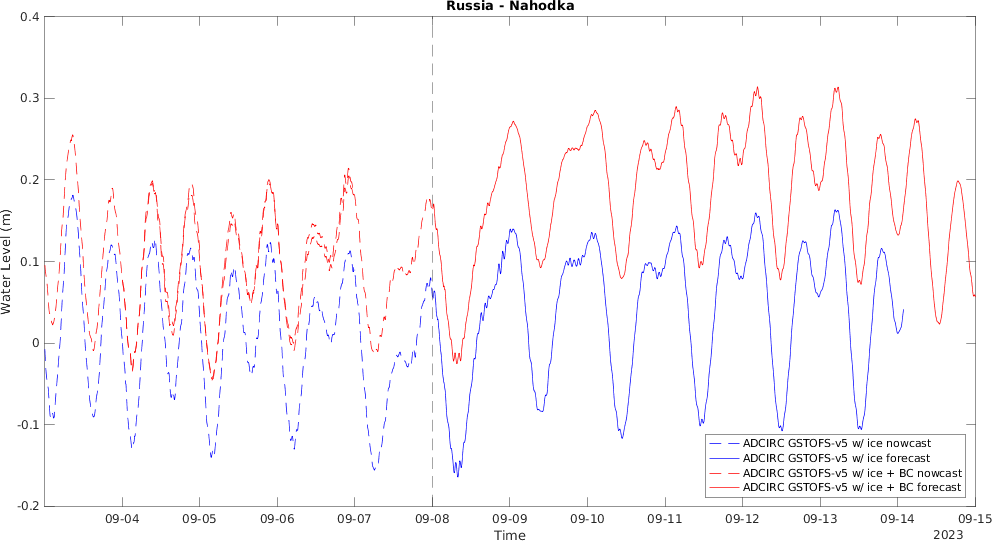 Russia - Nahodka
Water Level (m)
0.4
0.3
0.2
0.1
0
-0.1
-0.2
ADCIRC GSTOFS-v5 w/ ice nowcast
ADCIRC GSTOFS-v5 w/ ice forecast
ADCIRC GSTOFS-v5 w/ ice + BC nowcast
ADCIRC GSTOFS-v5 w/ ice + BC forecast
09-04 09-05 09-06 09-07 09-08 09-09 09-10 09-11 09-12 09-13 09-14 09-15
Time
2023